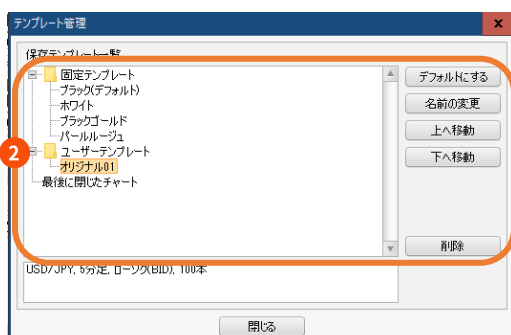 テンプレート管理
x
保存テンプレート一覧
固定テンプレート
デフォルトにする
ブラック(デフォルト)
ホワイト
名前の変更
ブラックゴールド
上へ移動
パールルージュ
2
ユーザーテンプレート
下へ移動
オリジナル01
最後に閉じたチャート
削除
USD/JPY, 5分足, ローソク(BID), 100本
閉じる